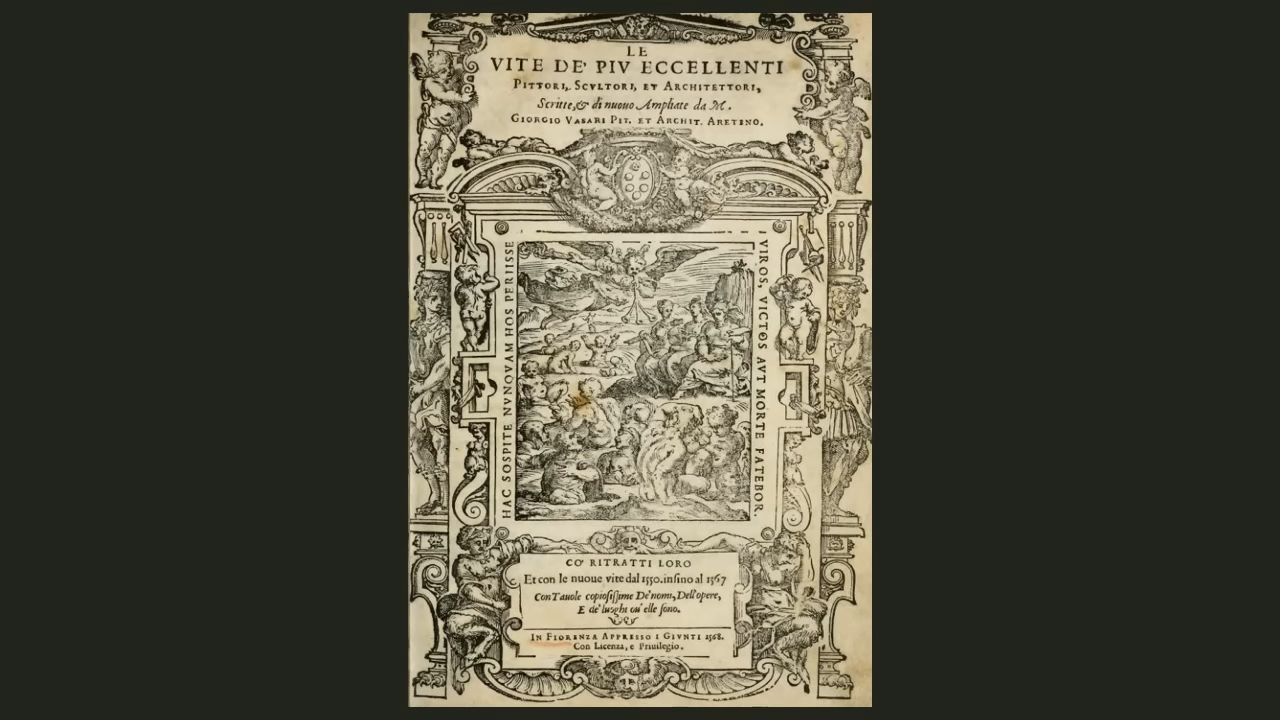 LE
VITE DE' PIV ECCELLENTI
PITTORI, SCVLTORI, ET ARCHITETTORI,
Scritte, & di nuouo Ampliate da M.
GIORGIO VASARI PIT. ET ARCHIT. ARETINO.
HAC SOSPITE NVNQVAM HOS PERIISSE
VIROS, VICTOS AVT MORTE FATEBOR.
CO' RITRATTI LORO
Et con le nuoue vite dal 1550. insino al 1567
Con Tauole copiosissime De' nomi, Dell'opere,
E de' luoghi ou' elle sono.
IN FIORENZA APPRESSO I GIVNTI 1568.
Con Licenza, e Priuilegio.